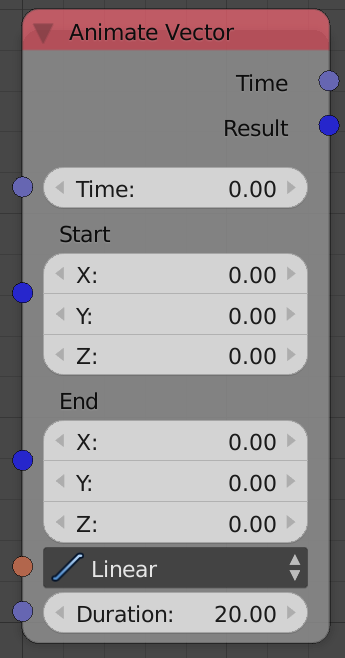 Animate Vector
Time
Result
Time: 0.00
Start
X: 0.00
Y: 0.00
Z: 0.00
End
X: 0.00
Y: 0.00
Z: 0.00
Linear
Duration: 20.00